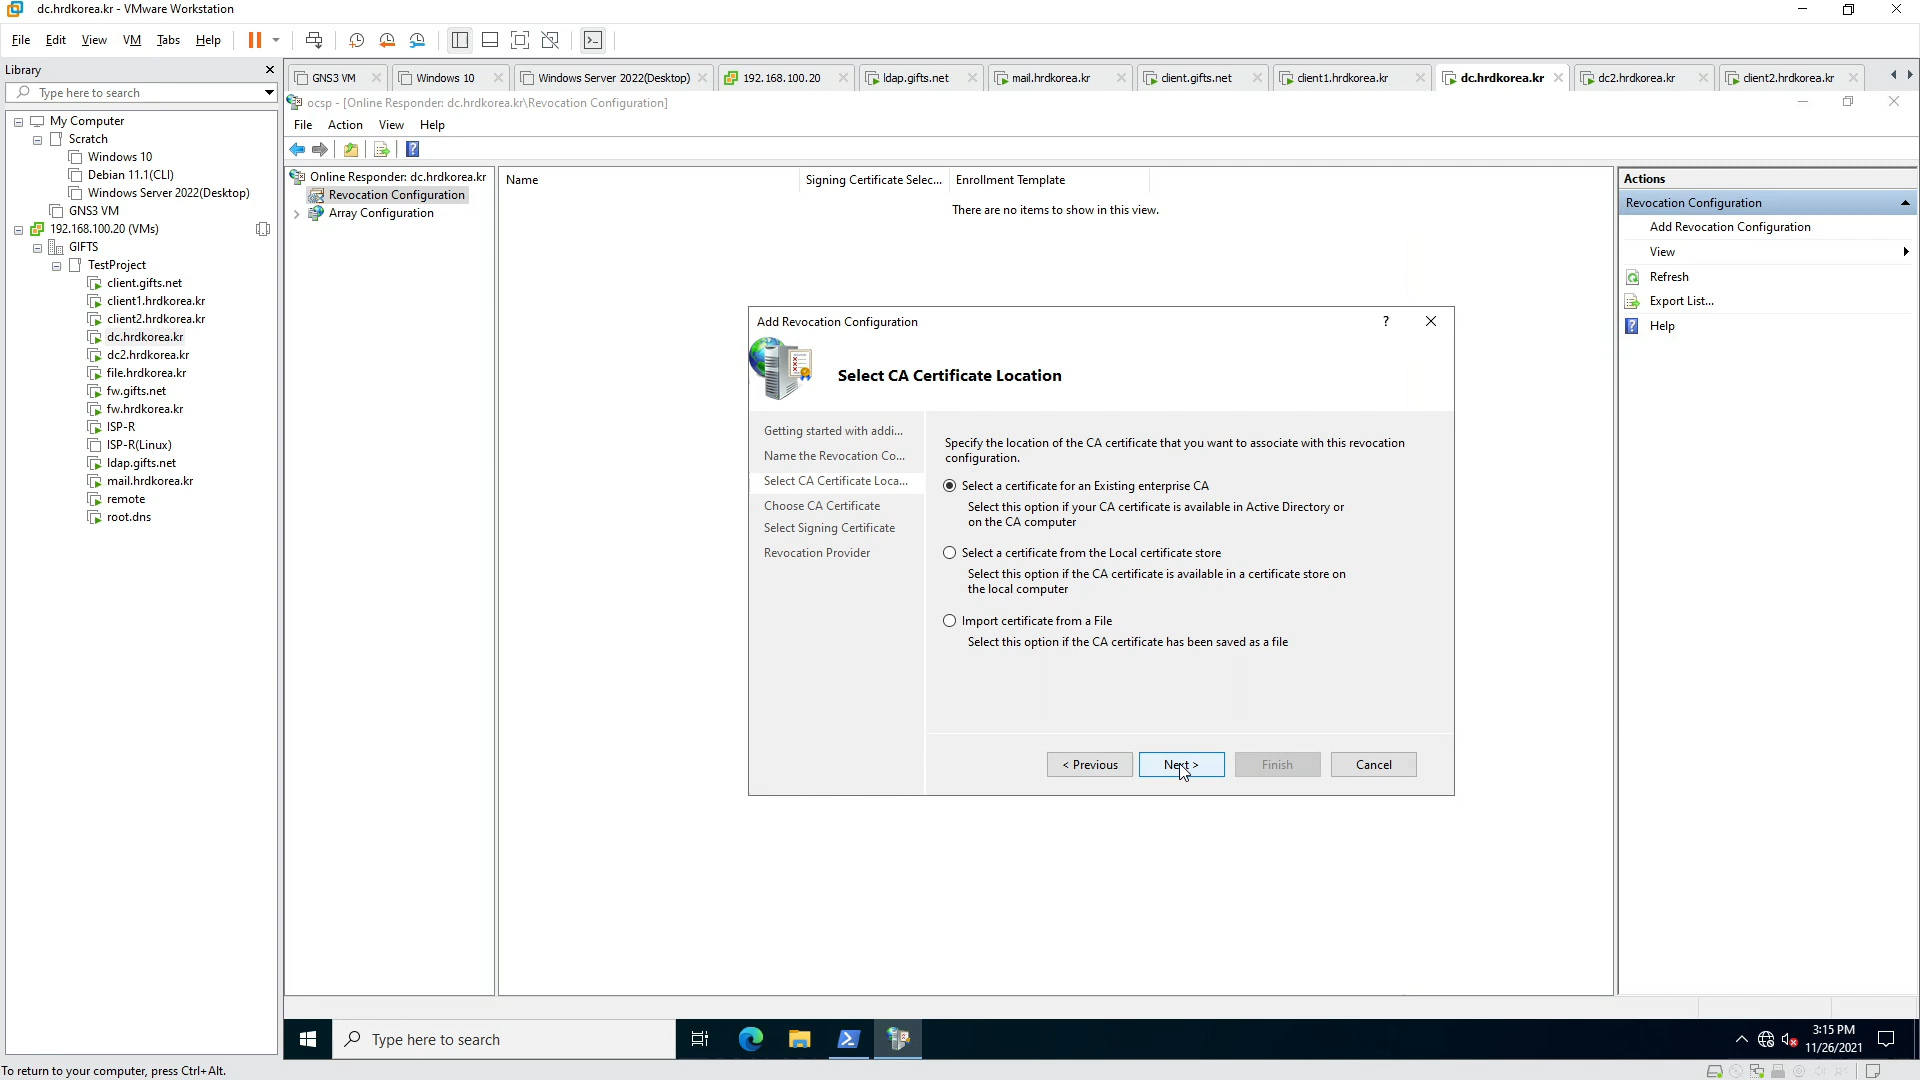 dc.hrdkorea.kr - VMware Workstation
File Edit View VM Tabs Help
Library
Type here to search
My Computer
Scratch
Windows 10
Debian 11.1(CLI)
Windows Server 2022(Desktop)
GNS3 VM
192.168.100.20 (VMs)
GIFTS
TestProject
client.gifts.net
client1.hrdkorea.kr
client2.hrdkorea.kr
dc.hrdkorea.kr
dc2.hrdkorea.kr
file.hrdkorea.kr
fw.gifts.net
fw.hrdkorea.kr
ISP-R
ISP-R(Linux)
ldap.gifts.net
mail.hrdkorea.kr
remote
root.dns
GNS3 VM Windows 10 Windows Server 2022(Desktop) 192.168.100.20 ldap.gifts.net mail.hrdkorea.kr client.gifts.net client1.hrdkorea.kr dc.hrdkorea.kr dc2.hrdkorea.kr client2.hrdkorea.kr
ocsp - [Online Responder: dc.hrdkorea.kr\Revocation Configuration]
File Action View Help
Online Responder: dc.hrdkorea.kr
Revocation Configuration
Array Configuration
Name Signing Certificate Selec... Enrollment Template
There are no items to show in this view.
Actions
Revocation Configuration
Add Revocation Configuration
View
Refresh
Export List...
Help
Add Revocation Configuration
?
Select CA Certificate Location
Getting started with addi...
Name the Revocation Co...
Select CA Certificate Loca...
Choose CA Certificate
Select Signing Certificate
Revocation Provider
Specify the location of the CA certificate that you want to associate with this revocation
configuration.
Select a certificate for an Existing enterprise CA
Select this option if your CA certificate is available in Active Directory or
on the CA computer
Select a certificate from the Local certificate store
Select this option if the CA certificate is available in a certificate store on
the local computer
Import certificate from a File
Select this option if the CA certificate has been saved as a file
< Previous Next > Finish Cancel
Type here to search
3:15 PM
11/26/2021
To return to your computer, press Ctrl+Alt.